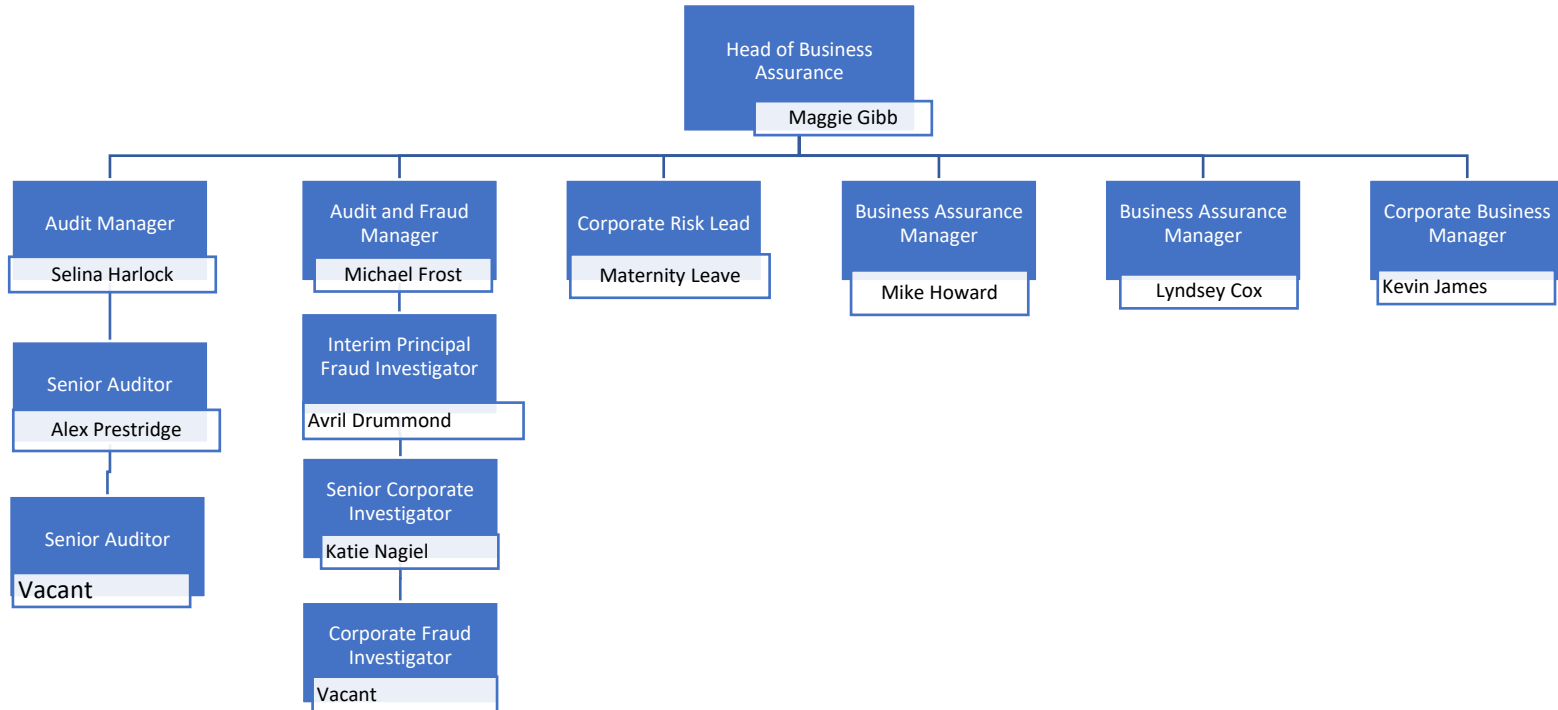 Head of Business
Assurance
Maggie Gibb
Audit Manager
Selina Harlock
Audit and Fraud
Manager
Michael Frost
Corporate Risk Lead
Maternity Leave
Business Assurance
Manager
Mike Howard
Business Assurance
Manager
Lyndsey Cox
Corporate Business
Manager
Kevin James
Senior Auditor
Alex Prestridge
Senior Auditor
Vacant
Interim Principal
Fraud Investigator
Avril Drummond
Senior Corporate
Investigator
Katie Nagiel
Corporate Fraud
Investigator
Vacant